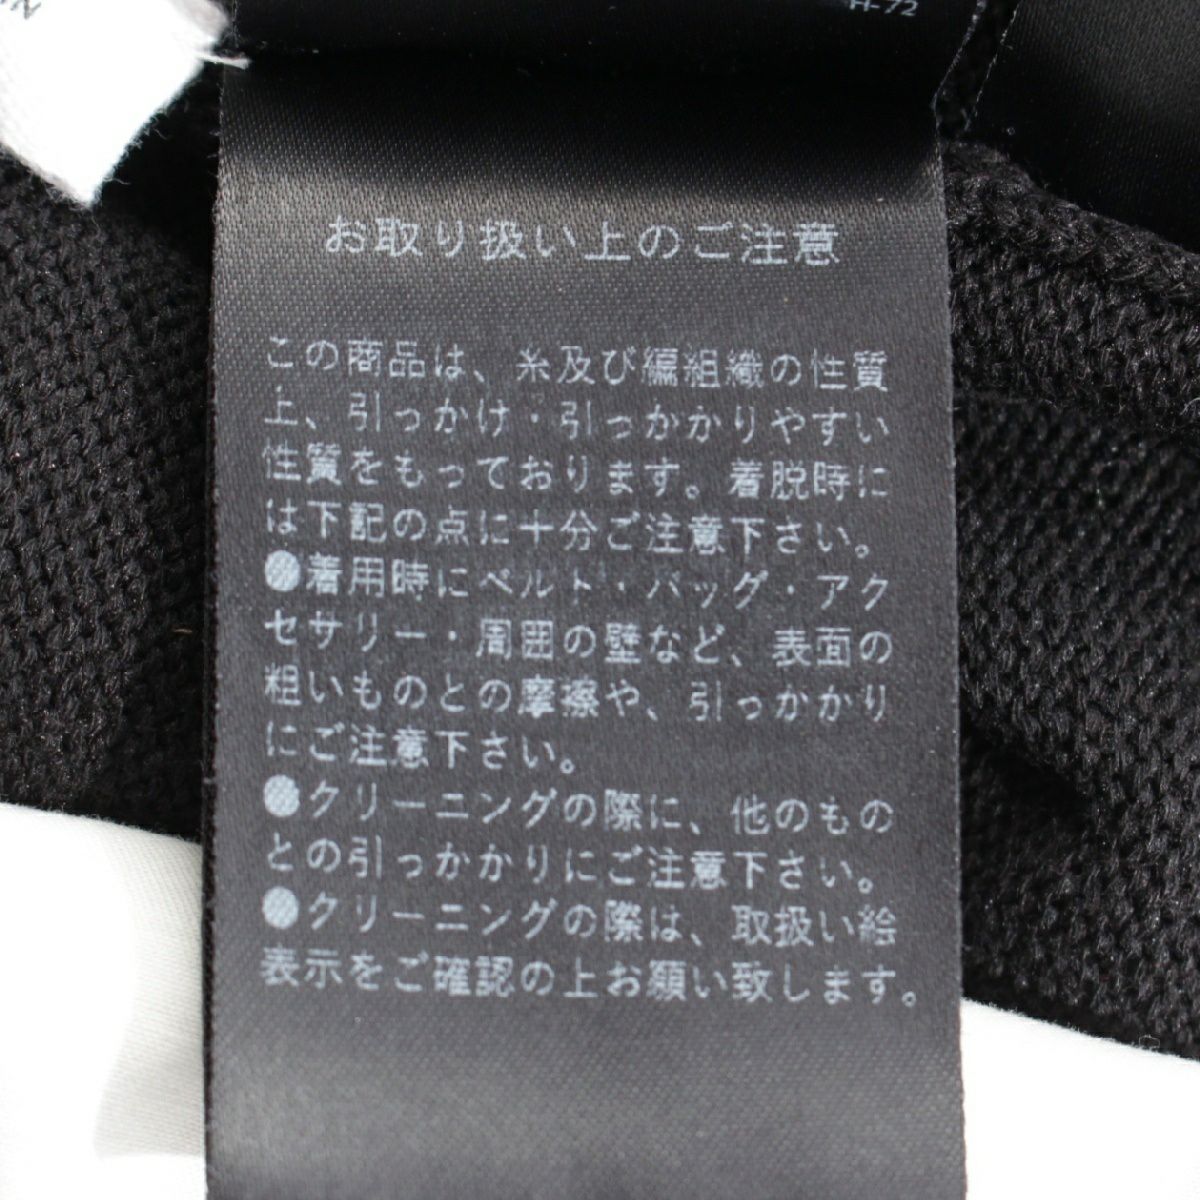 H-72
お取り扱い上のご注意
この商品は、糸及び編組織の性質
上、引っかけ・引っかかりやすい
性質をもっております。着脱時に
は下記の点に十分ご注意下さい。
●着用時にベルト・バッグ・アク
セサリー・周囲の壁など、表面の
粗いものとの摩擦や、引っかかり
にご注意下さい。
●クリーニングの際に、他のもの
との引っかかりにご注意下さい。
●クリーニングの際は、取扱い絵
表示をご確認の上お願い致します。